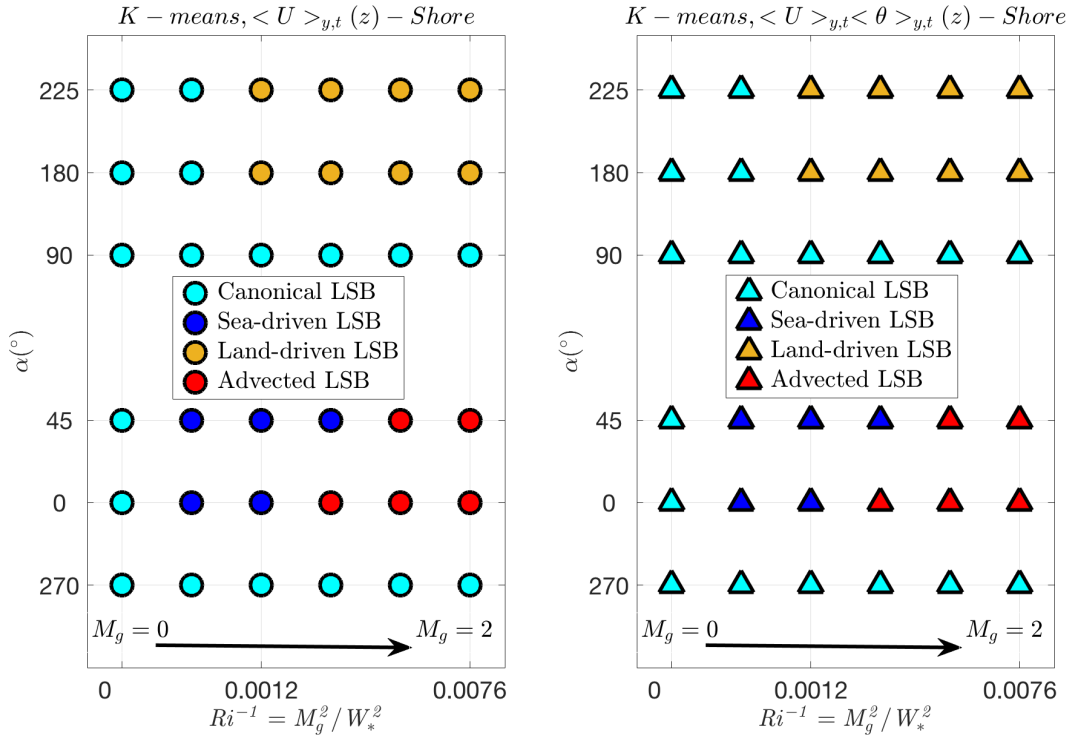 K − means, < U >y,t (z) − Shore
225
180
90
45
0
270
α(°)
Canonical LSB
Sea-driven LSB
Land-driven LSB
Advected LSB
Mg = 0
Mg = 2
0
0.0012
0.0076
Ri⁻¹ = Mg²/W*²
K − means, < U >y,t< θ >y,t (z) − Shore
225
180
90
45
0
270
α(°)
Canonical LSB
Sea-driven LSB
Land-driven LSB
Advected LSB
Mg = 0
Mg = 2
0
0.0012
0.0076
Ri⁻¹ = Mg²/W*²